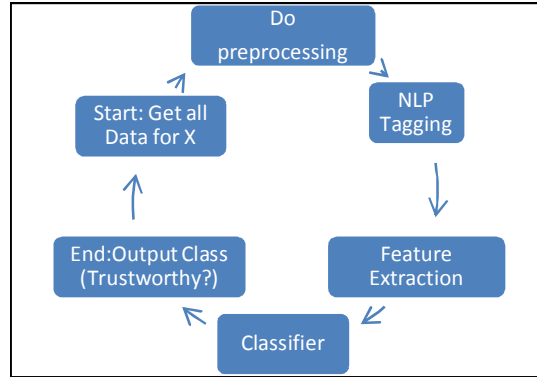 Do
preprocessing
NLP
Tagging
Start: Get all
Data for X
End:Output Class
(Trustworthy?)
Feature
Extraction
Classifier